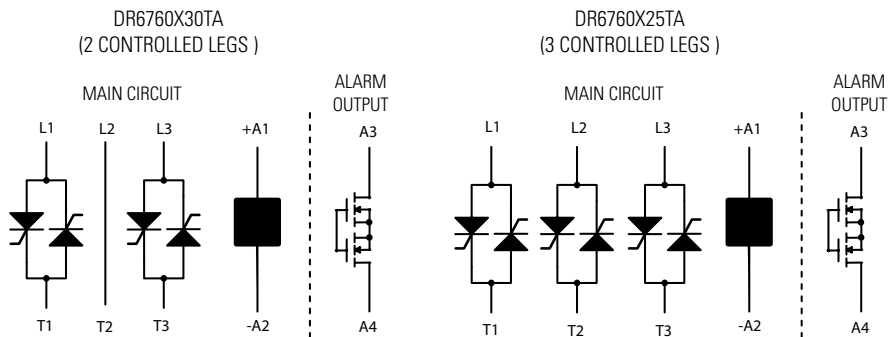 DR6760X30TA
(2 CONTROLLED LEGS )
MAIN CIRCUIT
ALARM
OUTPUT
L1 L2 L3 +A1 A3
T1 T2 T3 -A2 A4
DR6760X25TA
(3 CONTROLLED LEGS )
MAIN CIRCUIT
ALARM
OUTPUT
L1 L2 L3 +A1 A3
T1 T2 T3 -A2 A4